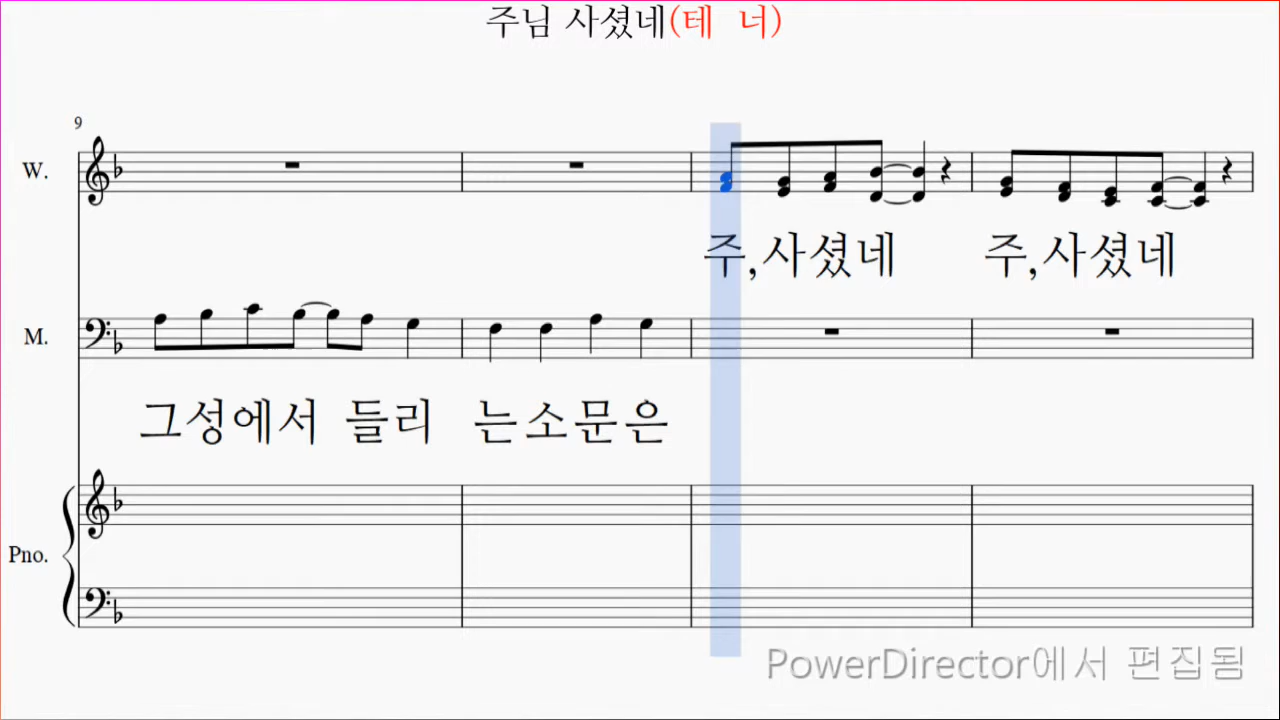 주님 사셨네(테 너)
9
W.
주,사셨네 주,사셨네
M.
그성에서 들리 는소문은
Pno.
PowerDirector에서 편집됨